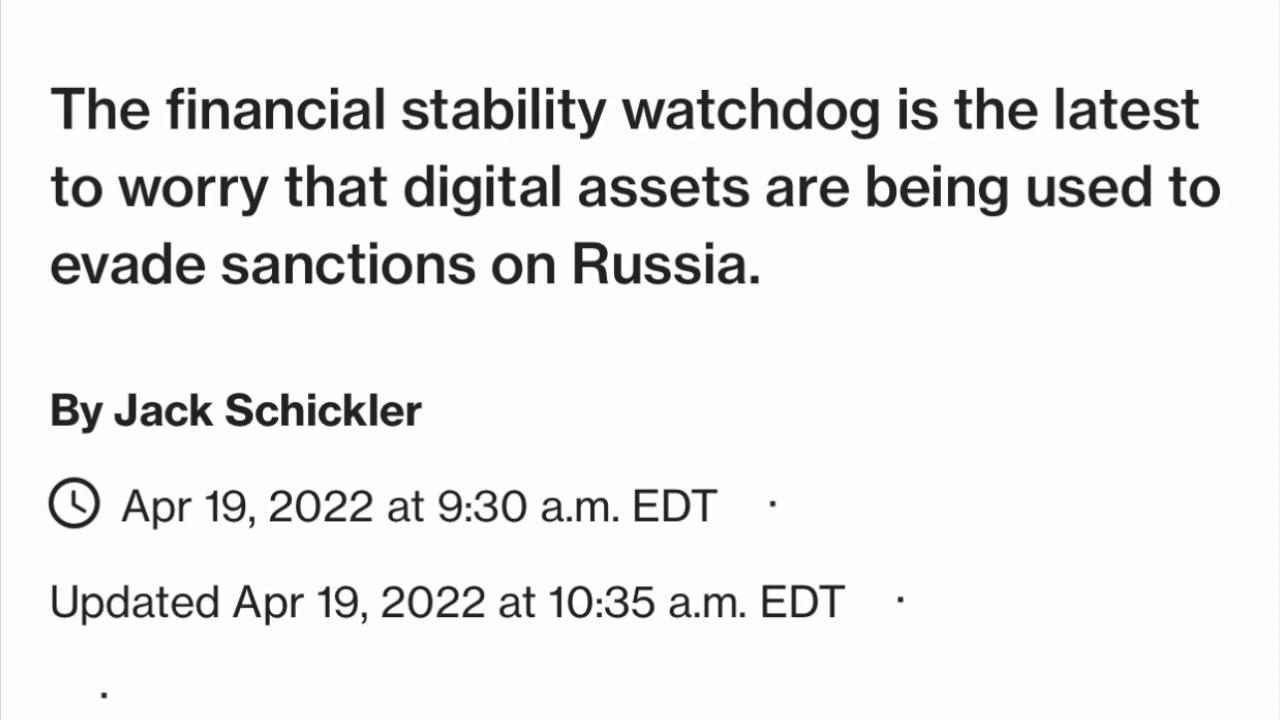 The financial stability watchdog is the latest
to worry that digital assets are being used to
evade sanctions on Russia.
By Jack Schickler
Apr 19, 2022 at 9:30 a.m. EDT ·
Updated Apr 19, 2022 at 10:35 a.m. EDT ·
·